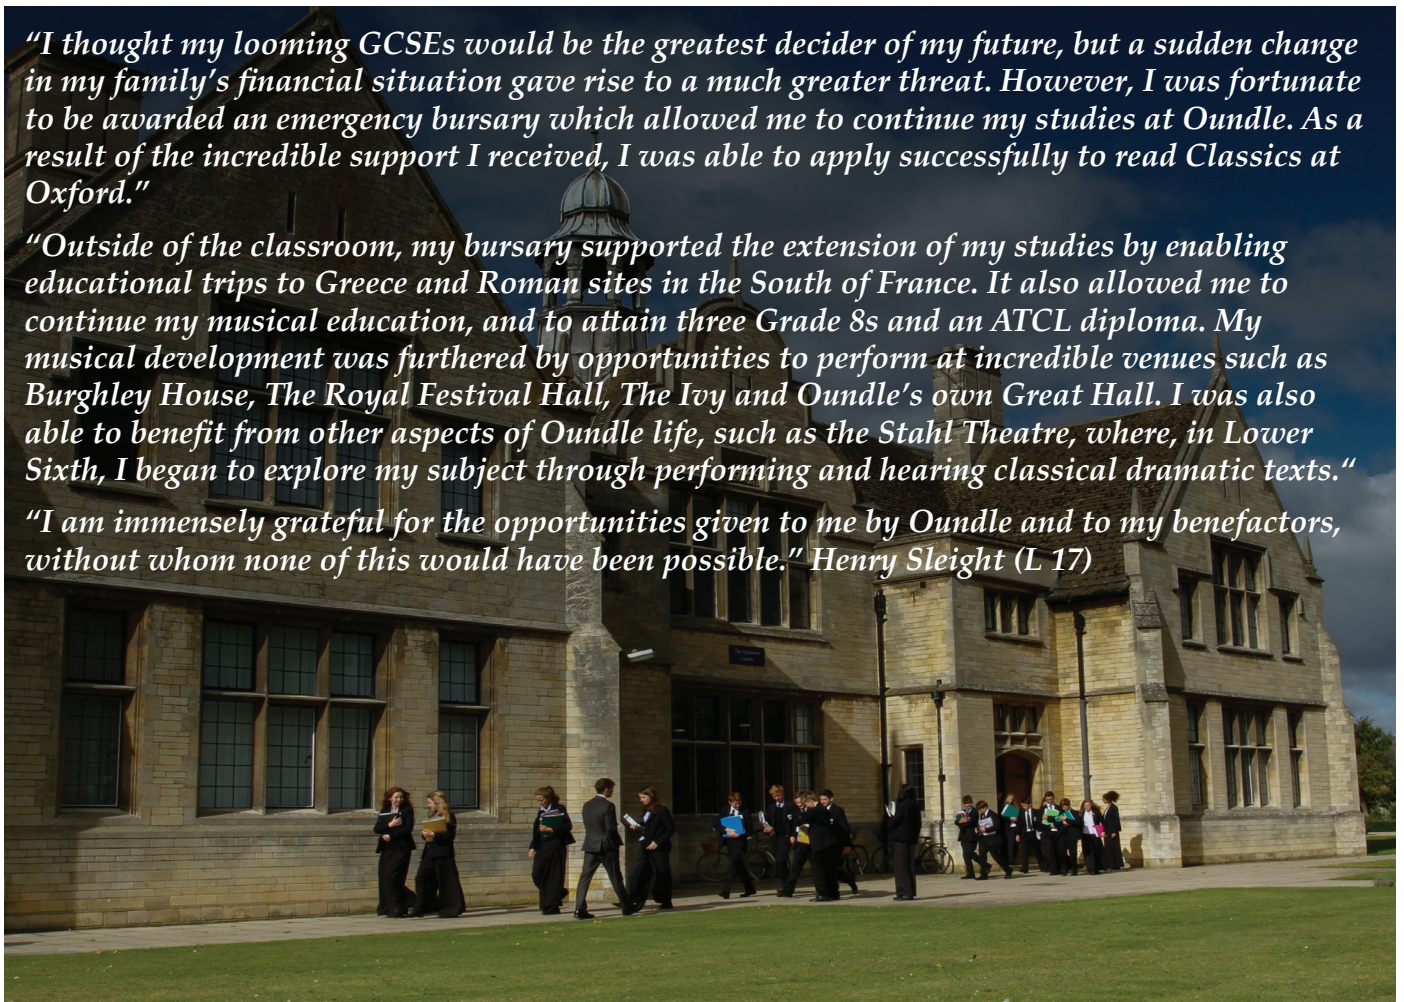 “I thought my looming GCSEs would be the greatest decider of my future, but a sudden change
in my family’s financial situation gave rise to a much greater threat. However, I was fortunate
to be awarded an emergency bursary which allowed me to continue my studies at Oundle. As a
result of the incredible support I received, I was able to apply successfully to read Classics at
Oxford.”
“Outside of the classroom, my bursary supported the extension of my studies by enabling
educational trips to Greece and Roman sites in the South of France. It also allowed me to
continue my musical education, and to attain three Grade 8s and an ATCL diploma. My
musical development was furthered by opportunities to perform at incredible venues such as
Burghley House, The Royal Festival Hall, The Ivy and Oundle’s own Great Hall. I was also
able to benefit from other aspects of Oundle life, such as the Stahl Theatre, where, in Lower
Sixth, I began to explore my subject through performing and hearing classical dramatic texts.“
“I am immensely grateful for the opportunities given to me by Oundle and to my benefactors,
without whom none of this would have been possible.” Henry Sleight (L 17)